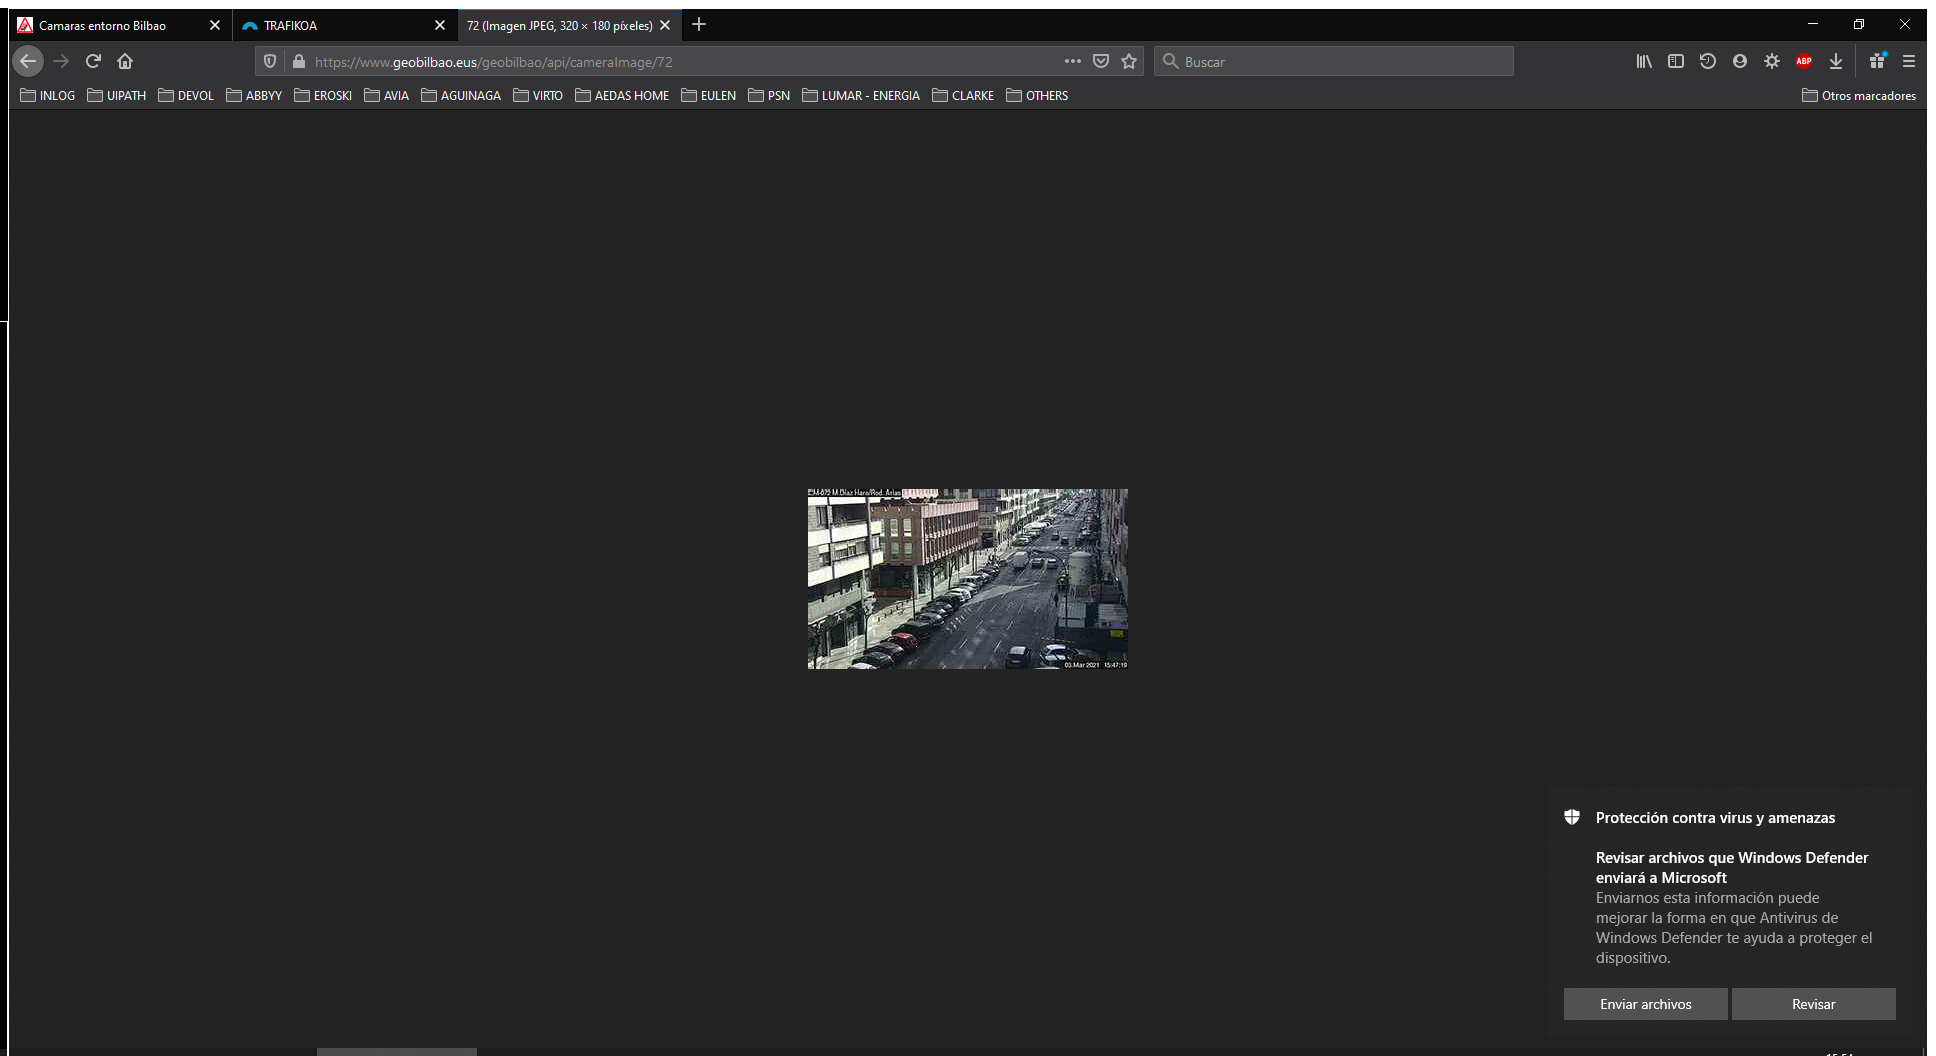 Camaras entorno Bilbao
TRAFIKOA
72 (Imagen JPEG, 320 × 180 píxeles)
https://www.geobilbao.eus/geobilbao/api/cameraImage/72
Buscar
ABP
INLOG UIPATH DEVOL ABBYY EROSKI AVIA AGUINAGA VIRTO AEDAS HOME EULEN PSN LUMAR - ENERGIA CLARKE OTHERS Otros marcadores
M.Diaz Haro/Rod. Arias
03.Mar 2021 15:47:19
Protección contra virus y amenazas
Revisar archivos que Windows Defender
enviará a Microsoft
Enviarnos esta información puede
mejorar la forma en que Antivirus de
Windows Defender te ayuda a proteger el
dispositivo.
Enviar archivos
Revisar